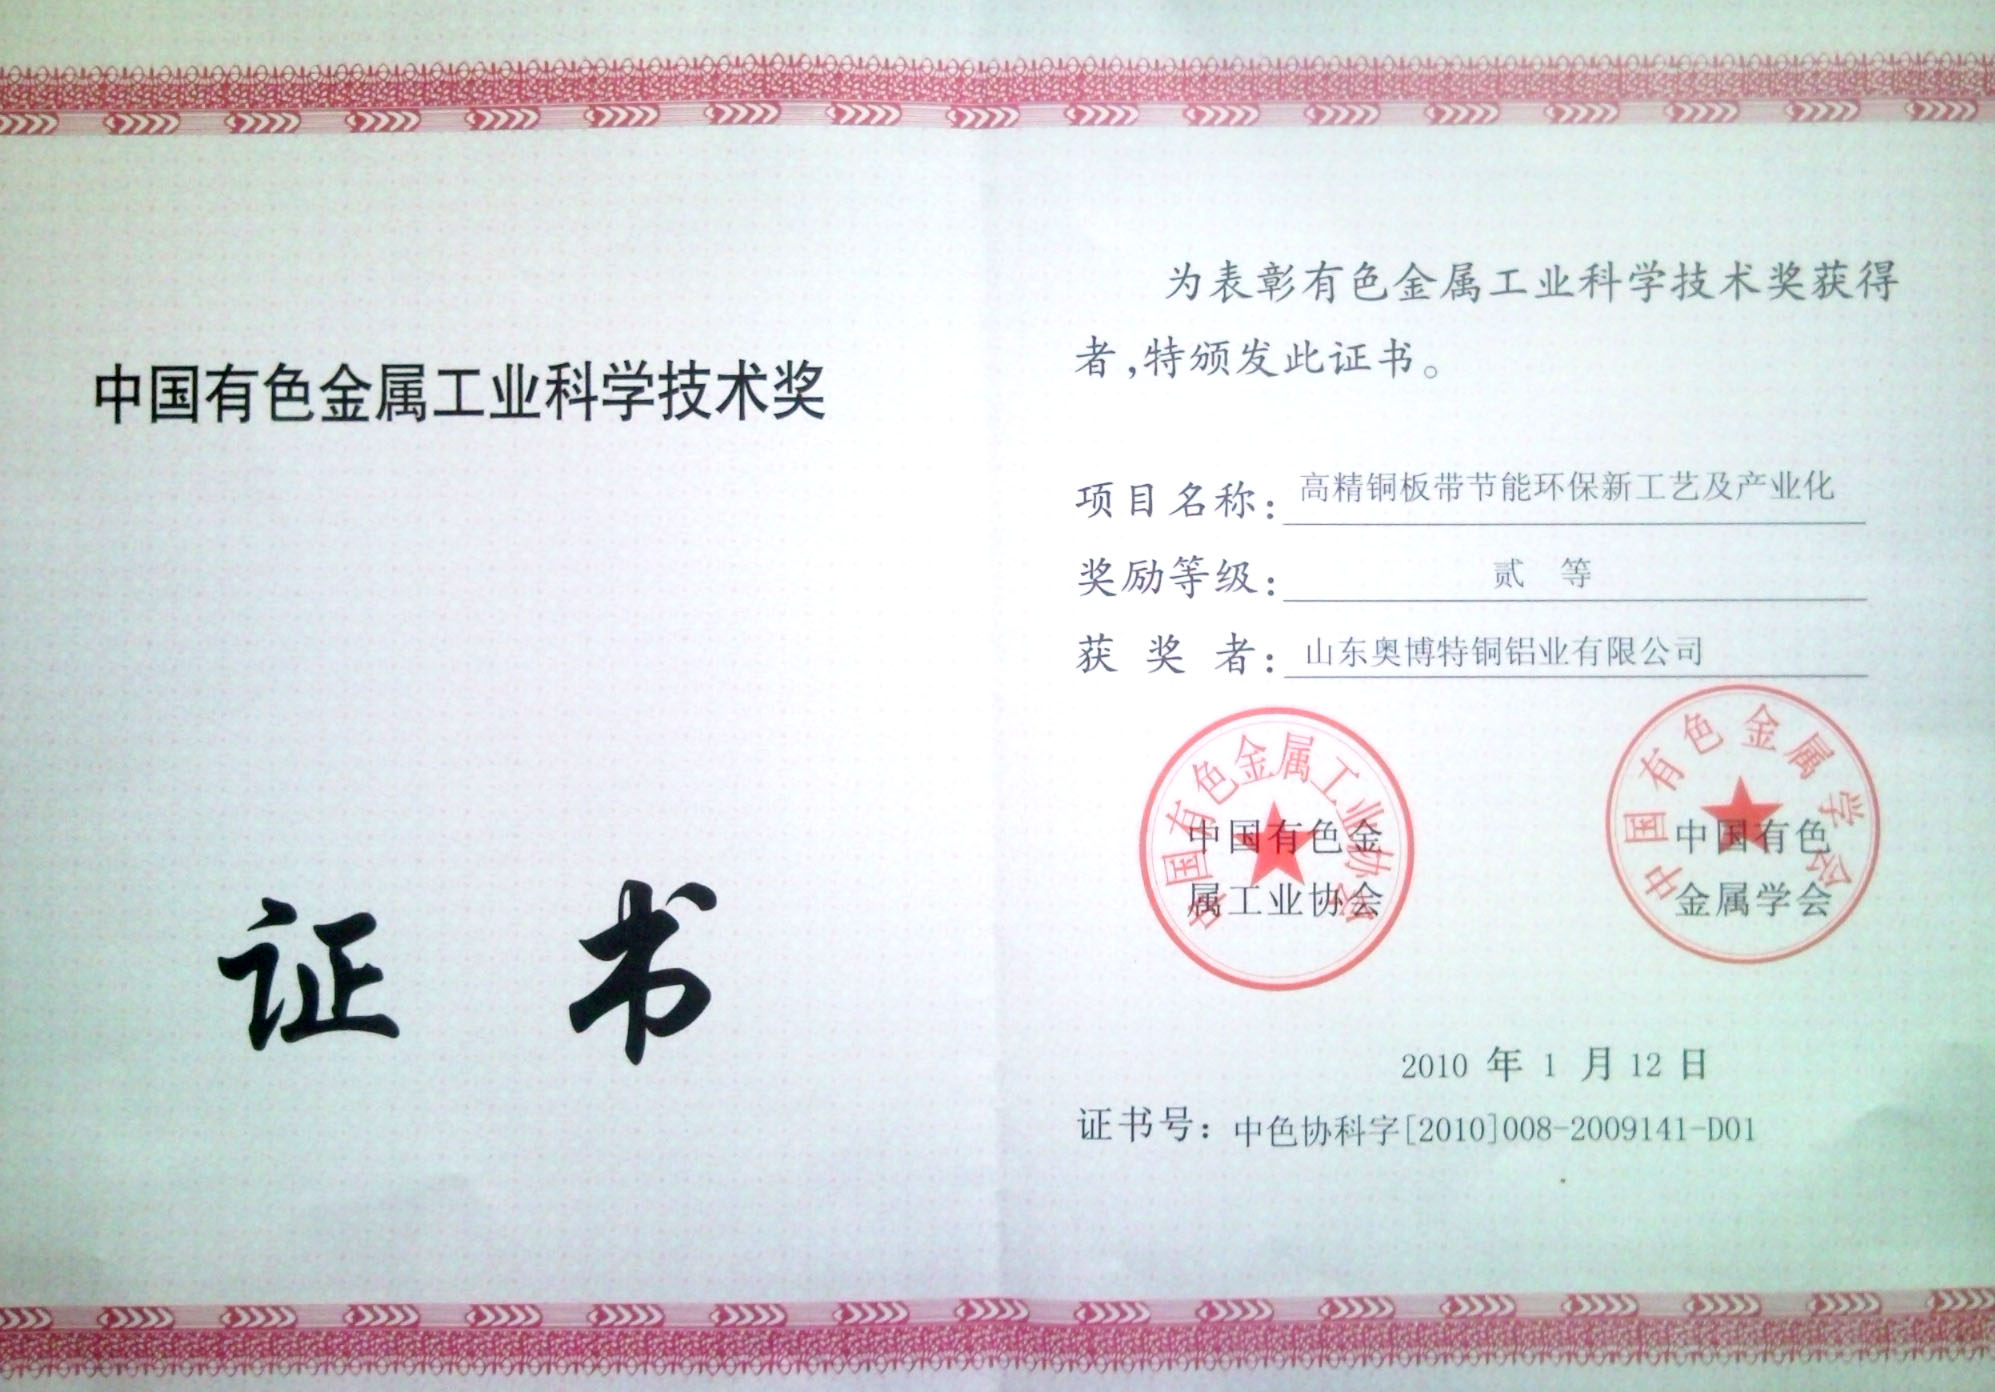 中国有色金属工业科学技术奖
证 书
为表彰有色金属工业科学技术奖获得
者,特颁发此证书。
项目名称: 高精铜板带节能环保新工艺及产业化
奖励等级: 贰 等
获 奖 者: 山东奥博特铜铝业有限公司
中国有色金属工业协会
中国有色金
属工业协会
中国有色金属学会
中国有色
金属学会
2010 年 1 月 12 日
证书号: 中色协科字[2010]008-2009141-D01